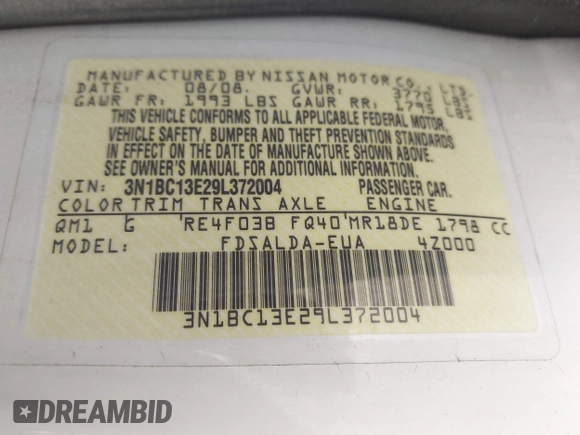 MANUFACTURED BY NISSAN MOTOR CO., LTD.
DATE: 08/08. GVWR: 3770 LBS
GAWR FR: 1993 LBS GAWR RR: 1795 LBS
THIS VEHICLE CONFORMS TO ALL APPLICABLE FEDERAL MOTOR
VEHICLE SAFETY, BUMPER AND THEFT PREVENTION STANDARDS
IN EFFECT ON THE DATE OF MANUFACTURE SHOWN ABOVE.
SEE OWNER'S MANUAL FOR ADDITIONAL INFORMATION.
VIN: 3N1BC13E29L372004 PASSENGER CAR.
COLOR TRIM TRANS AXLE ENGINE
QM1 G RE4F03B FQ40 MR18DE 1798 CC
MODEL: FDSALDA-EUA 4Z000
3N1BC13E29L372004
DREAMBID